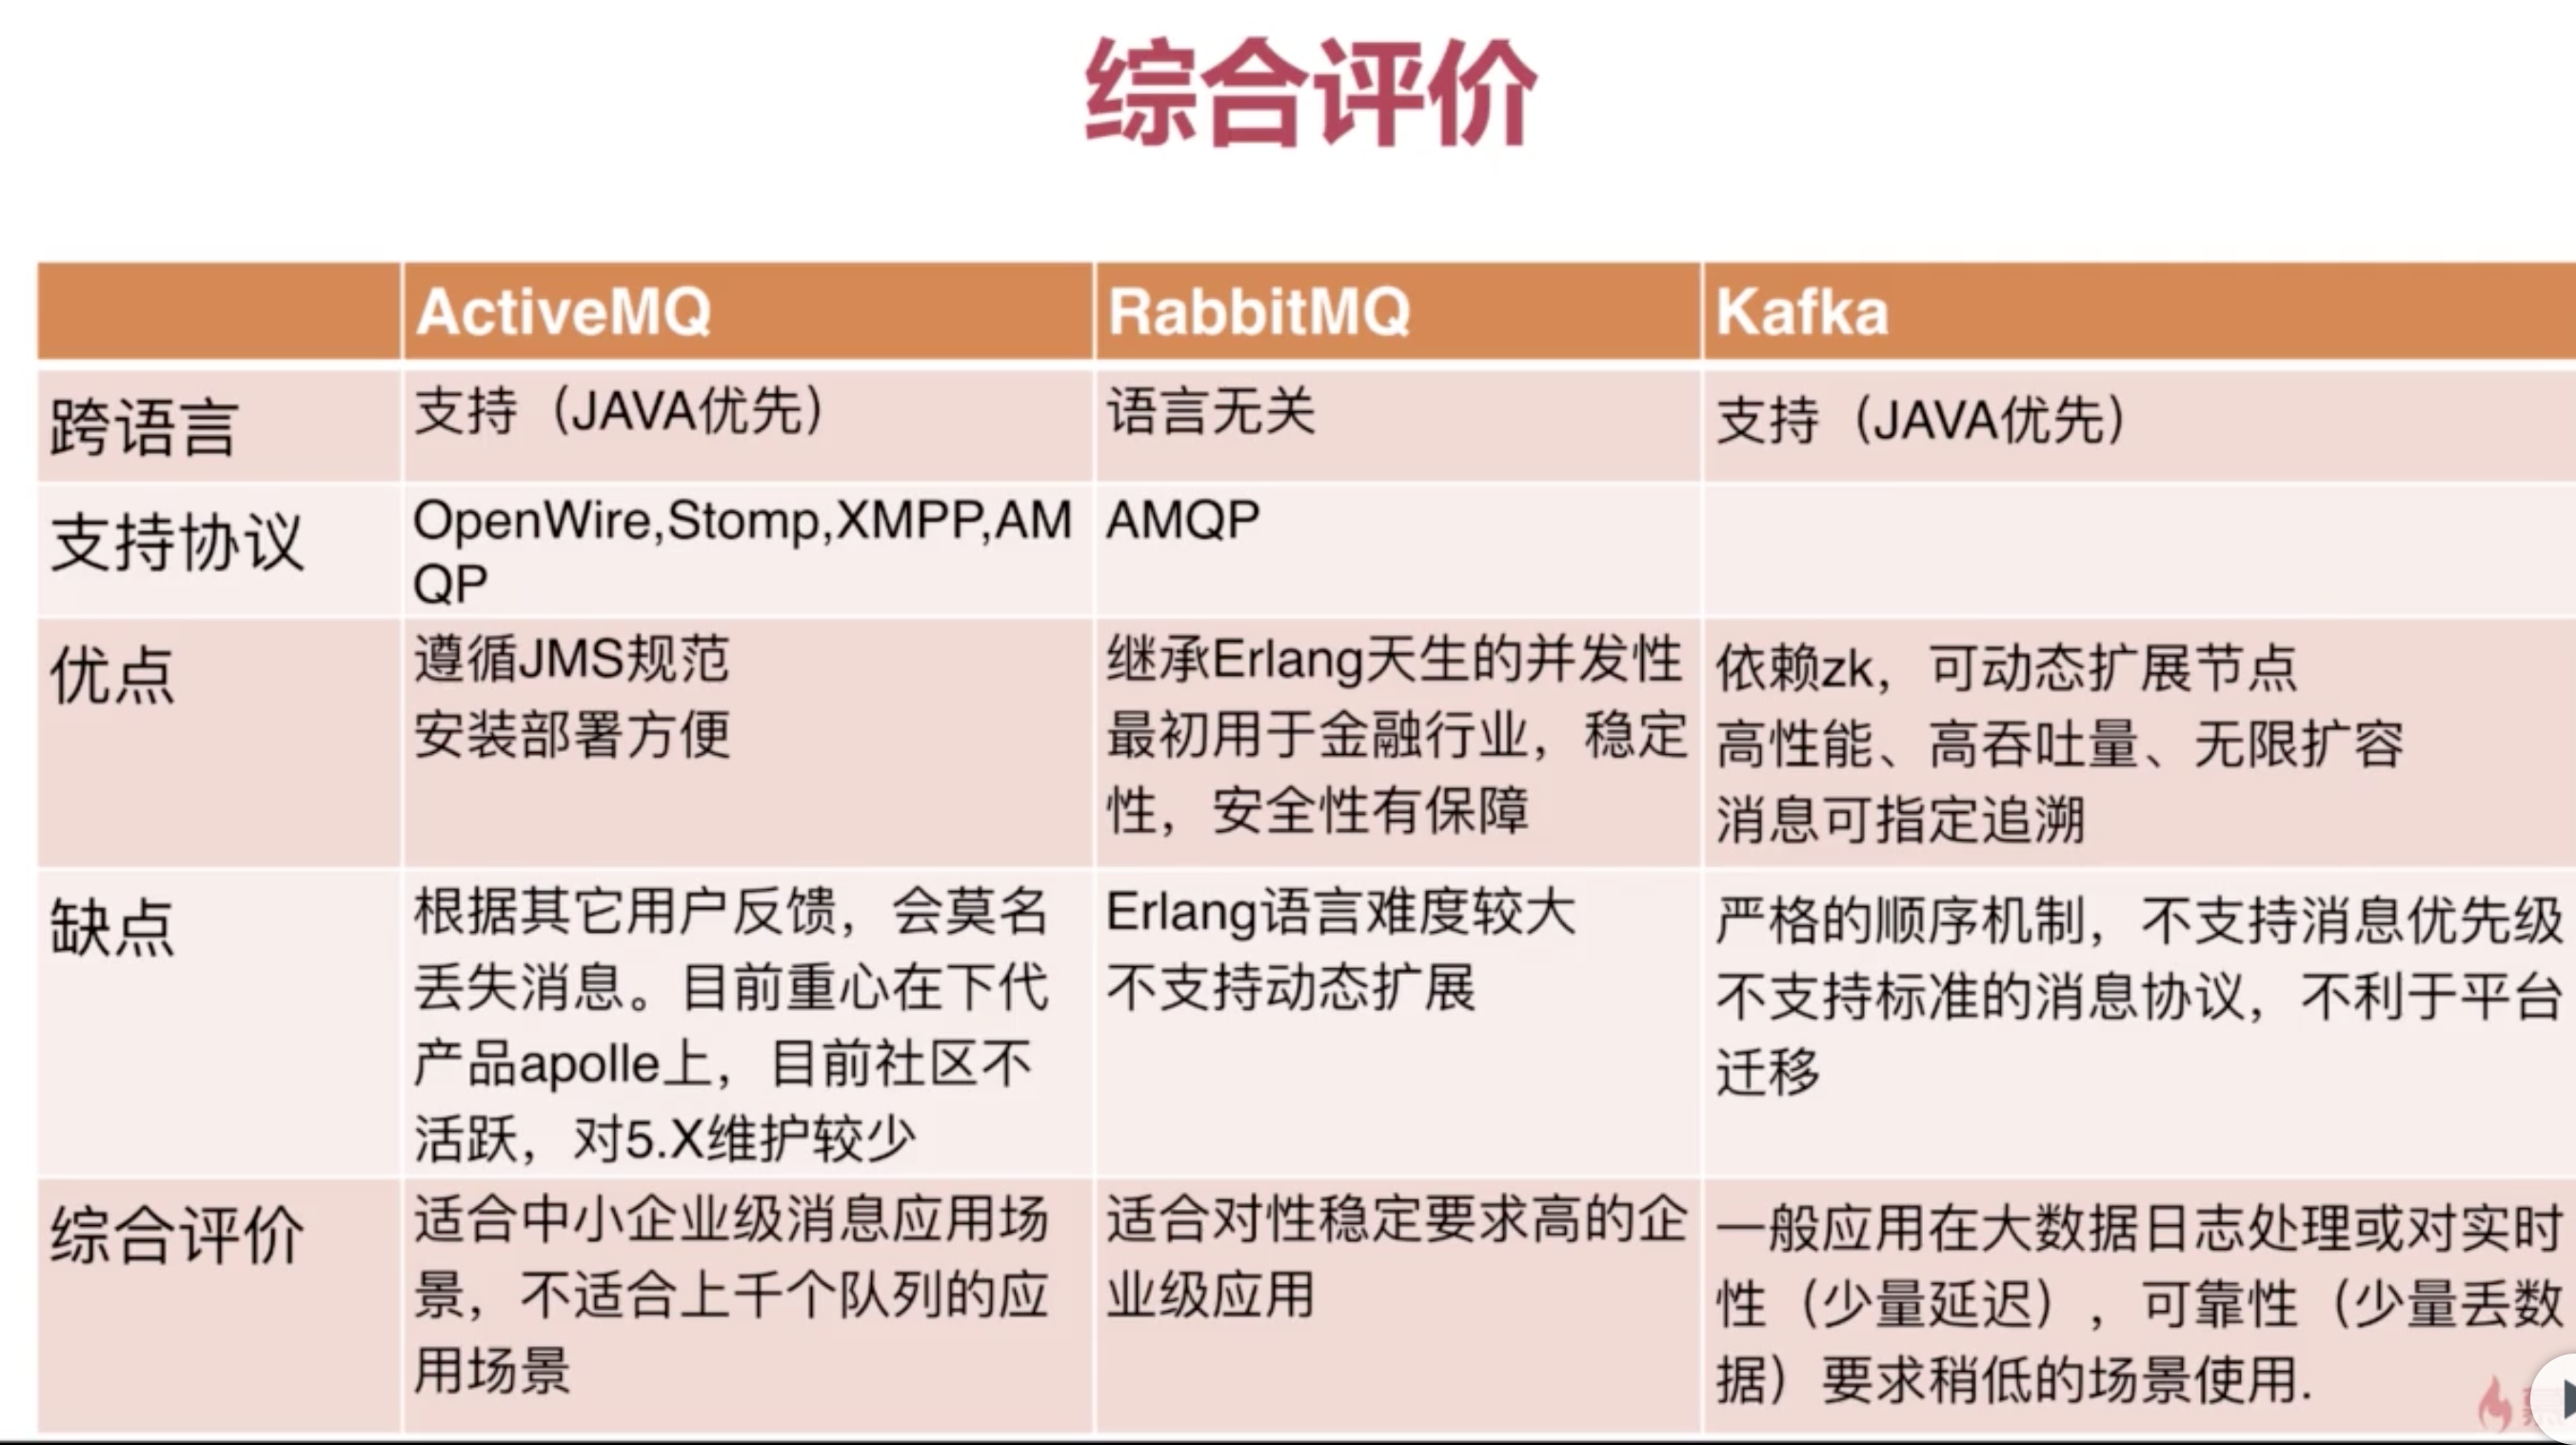 综合评价
ActiveMQ
RabbitMQ
Kafka
跨语言
支持（JAVA优先）
语言无关
支持（JAVA优先）
支持协议
OpenWire,Stomp,XMPP,AM
QP
AMQP
优点
遵循JMS规范
安装部署方便
继承Erlang天生的并发性
最初用于金融行业，稳定
性，安全性有保障
依赖zk，可动态扩展节点
高性能、高吞吐量、无限扩容
消息可指定追溯
缺点
根据其它用户反馈，会莫名
丢失消息。目前重心在下代
产品apolle上，目前社区不
活跃，对5.X维护较少
Erlang语言难度较大
不支持动态扩展
严格的顺序机制，不支持消息优先级
不支持标准的消息协议，不利于平台
迁移
综合评价
适合中小企业级消息应用场
景，不适合上千个队列的应
用场景
适合对性稳定要求高的企
业级应用
一般应用在大数据日志处理或对实时
性（少量延迟），可靠性（少量丢数
据）要求稍低的场景使用.